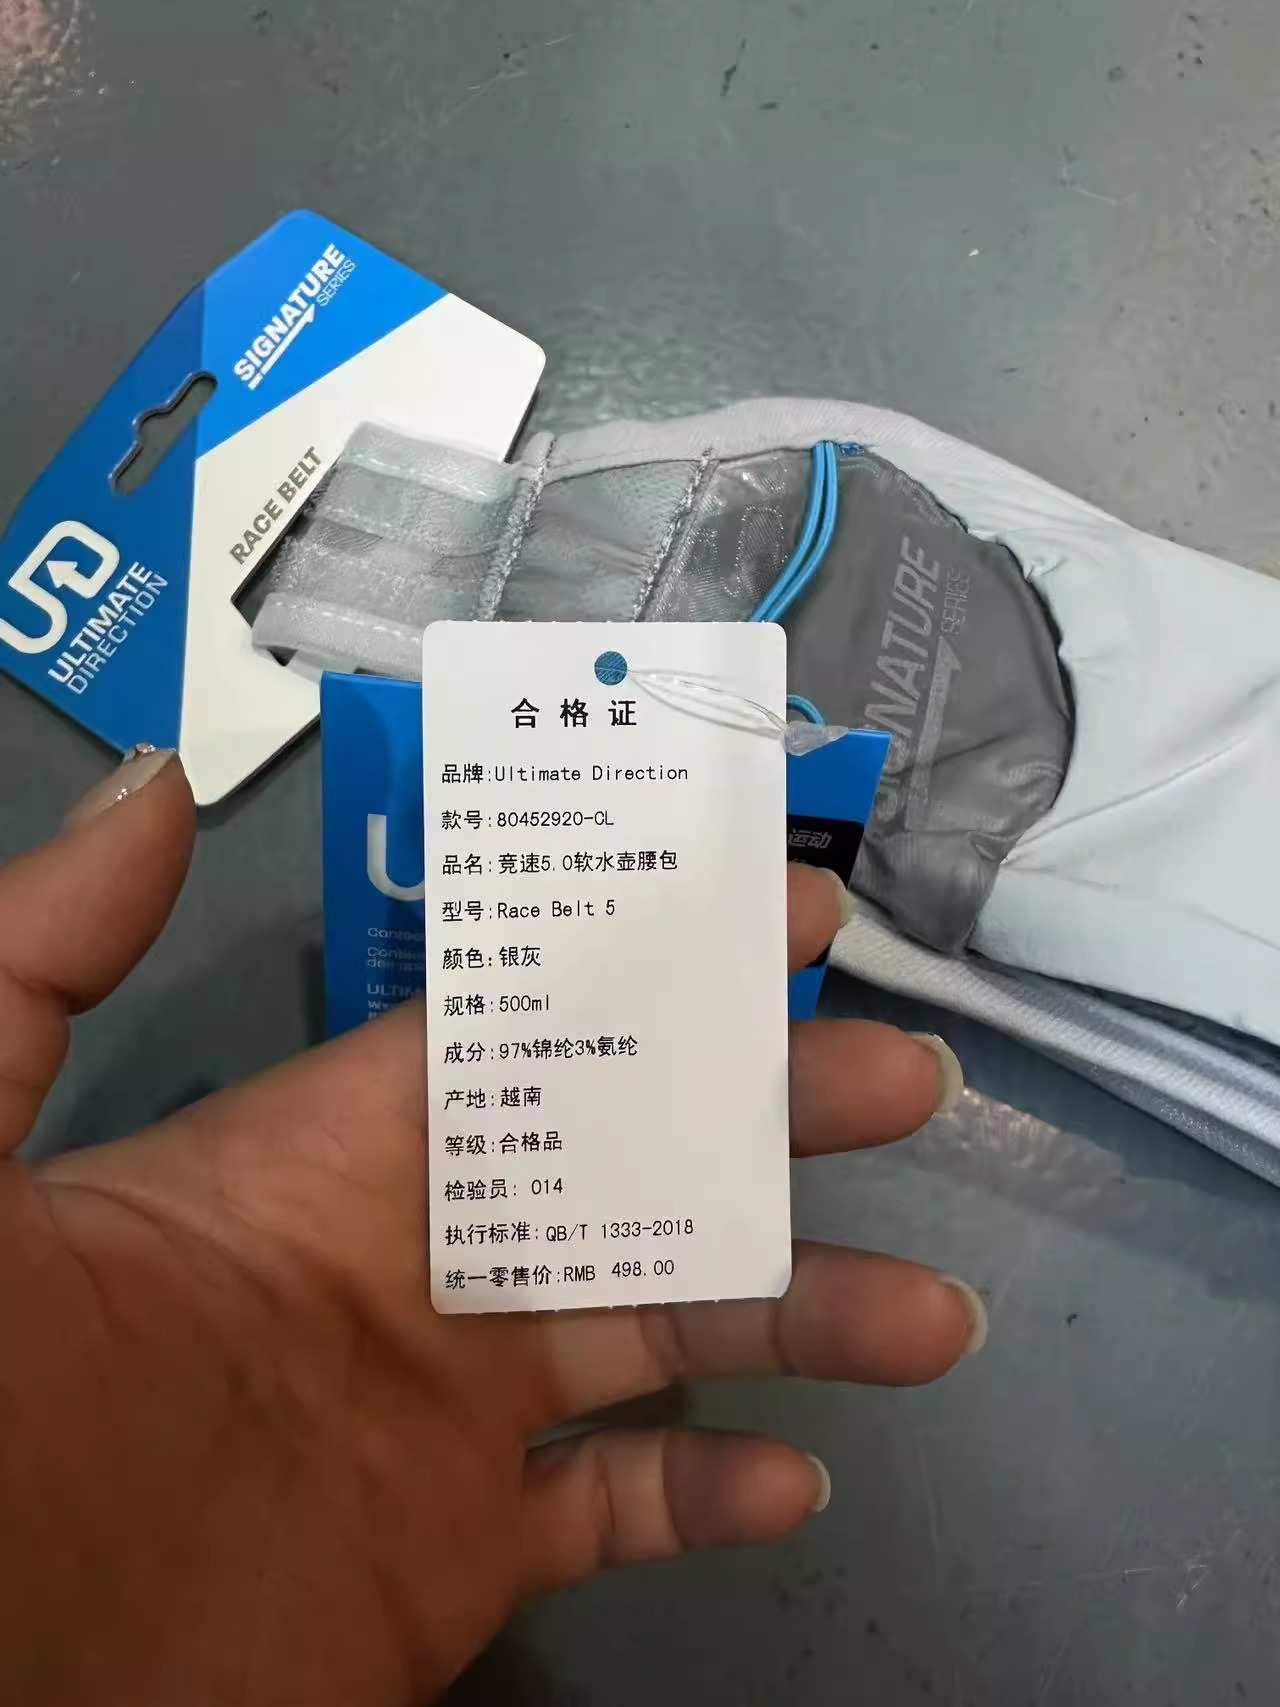 SIGNATURE
SERIES
RACE BELT
ULTIMATE
DIRECTION
SIGNATURE
SERIES
合格证
品牌:Ultimate Direction
款号:80452920-CL
品名:竞速5.0软水壶腰包
型号:Race Belt 5
颜色:银灰
规格:500ml
成分:97%锦纶3%氨纶
产地:越南
等级:合格品
检验员: 014
执行标准:QB/T 1333-2018
统一零售价:RMB 498.00
运动